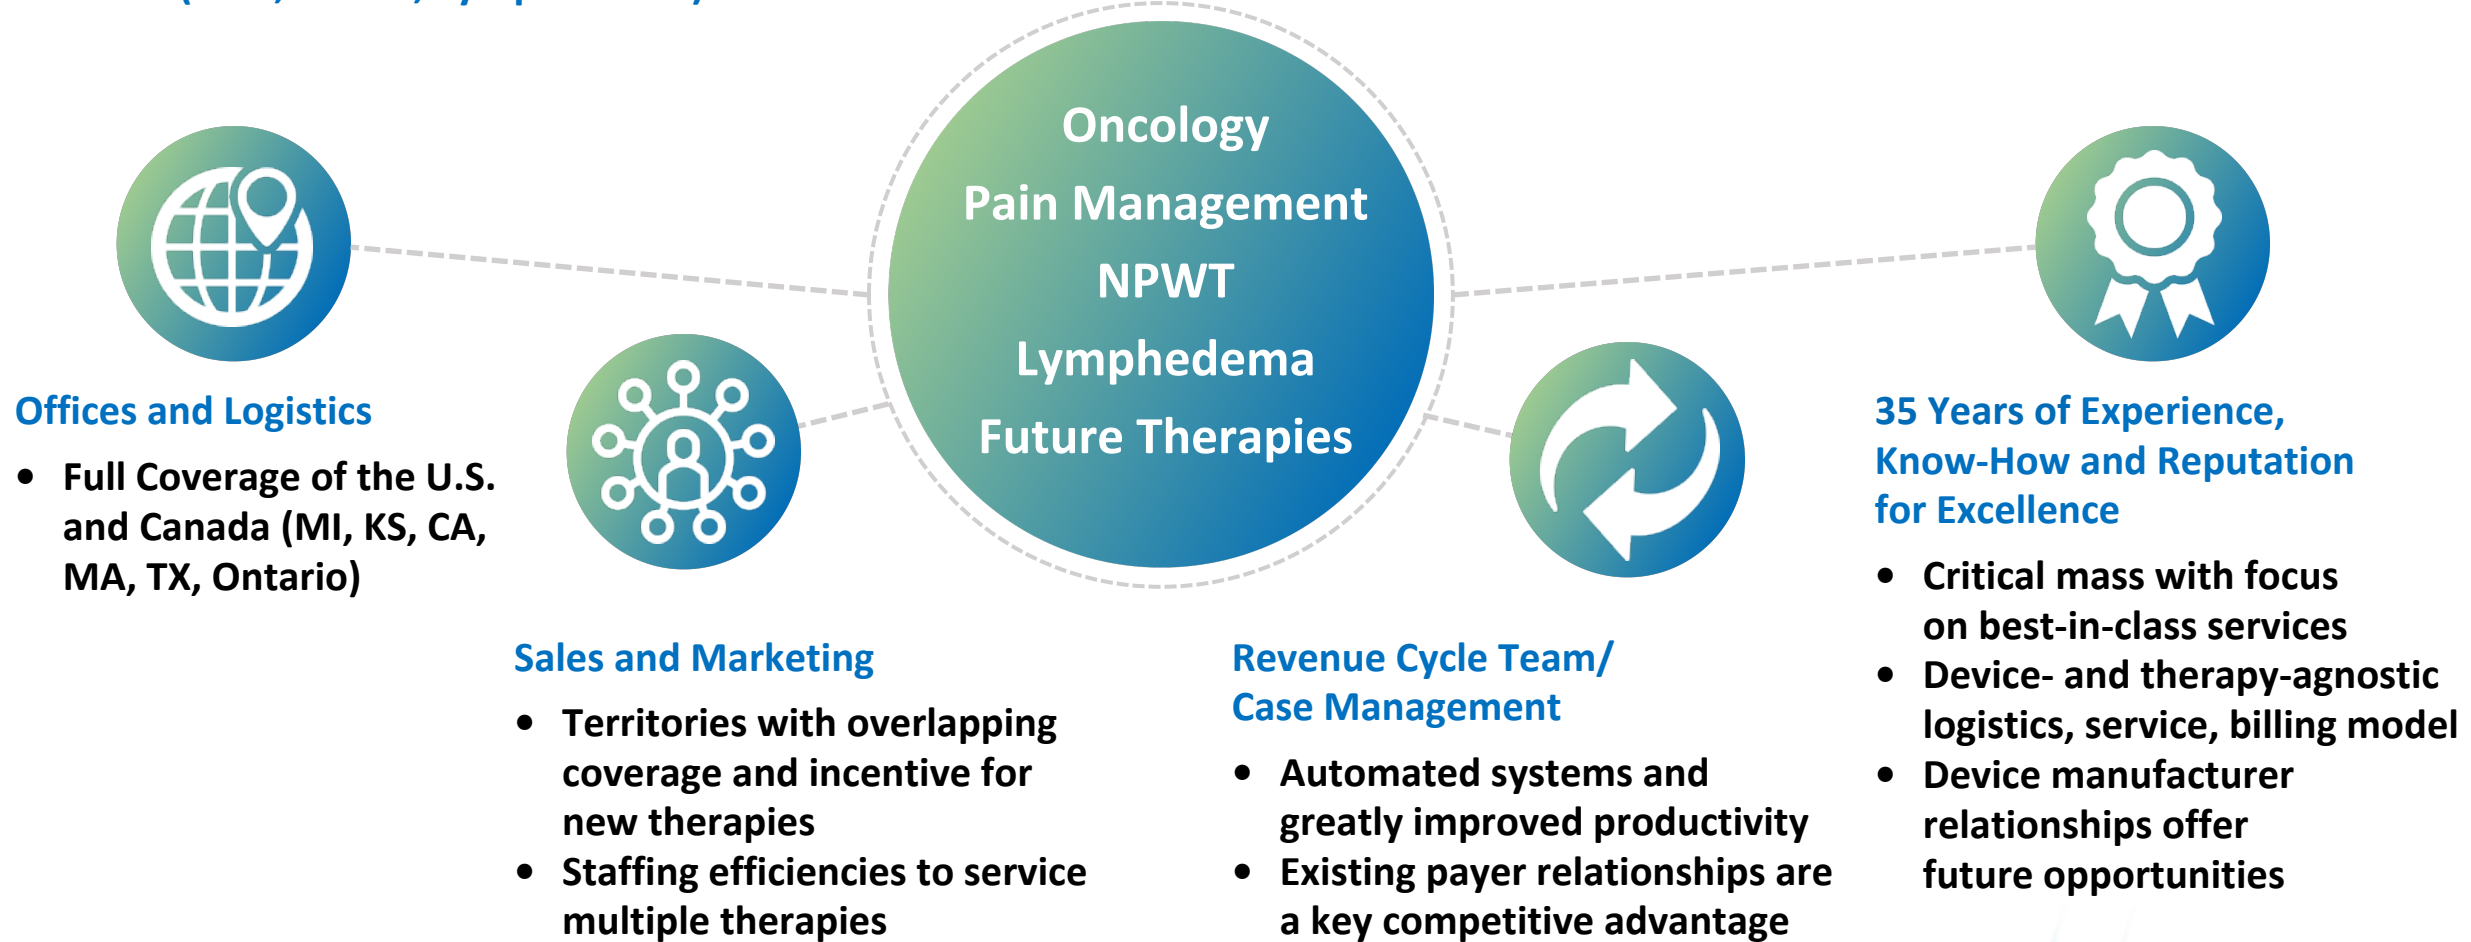 Oncology
Pain Management
NPWT
Lymphedema
Future Therapies
Offices and Logistics
• Full Coverage of the U.S.
and Canada (MI, KS, CA,
MA, TX, Ontario)
Sales and Marketing
• Territories with overlapping
coverage and incentive for
new therapies
• Staffing efficiencies to service
multiple therapies
Revenue Cycle Team/
Case Management
• Automated systems and
greatly improved productivity
• Existing payer relationships are
a key competitive advantage
35 Years of Experience,
Know-How and Reputation
for Excellence
• Critical mass with focus
on best-in-class services
• Device- and therapy-agnostic
logistics, service, billing model
• Device manufacturer
relationships offer
future opportunities